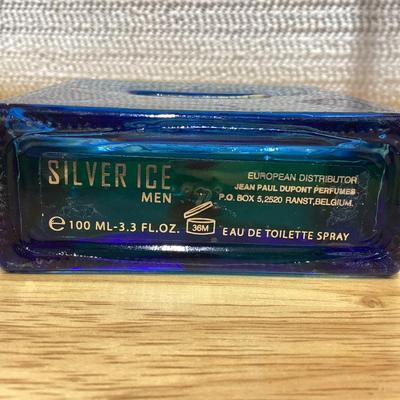 SILVER ICE
MEN
EUROPEAN DISTRIBUTOR
JEAN PAUL DUPONT PERFUMES
P.O. BOX 5,2520 RANST,BELGIUM.
℮ 100 ML-3.3 FL.OZ.
36M
EAU DE TOILETTE SPRAY